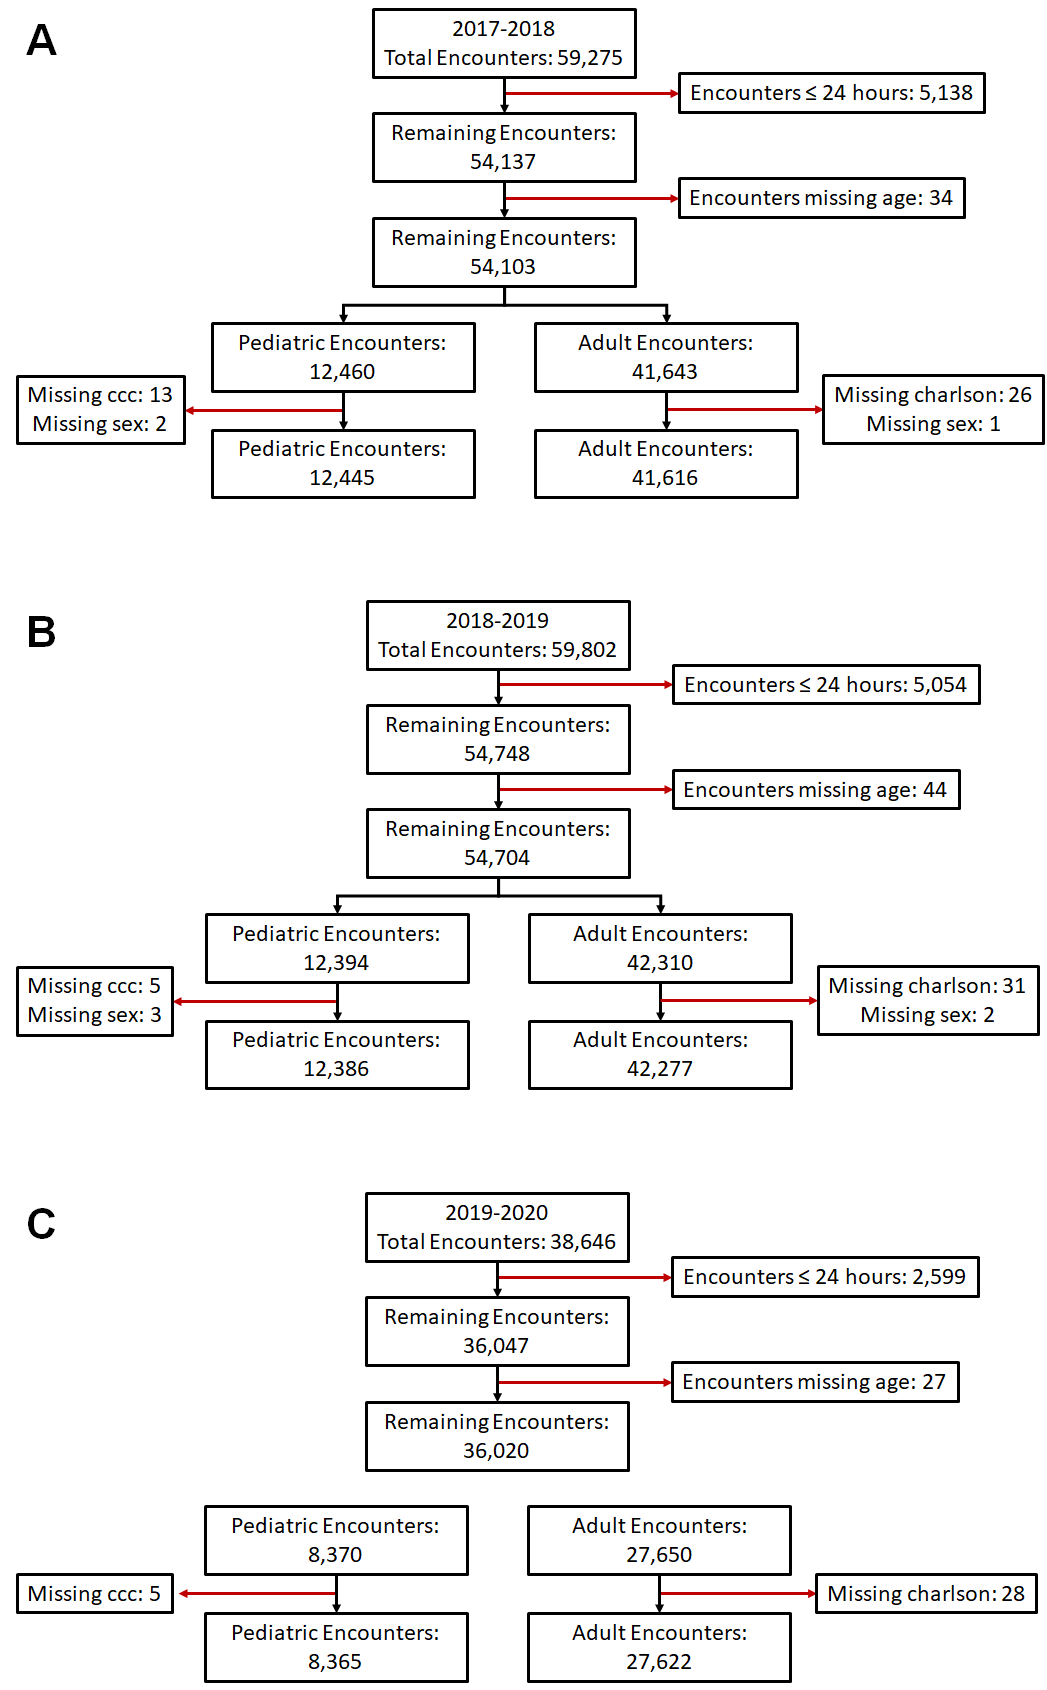 A
2017-2018
Total Encounters: 59,275
Encounters ≤ 24 hours: 5,138
Remaining Encounters:
54,137
Encounters missing age: 34
Remaining Encounters:
54,103
Pediatric Encounters:
12,460
Adult Encounters:
41,643
Missing ccc: 13
Missing sex: 2
Missing charlson: 26
Missing sex: 1
Pediatric Encounters:
12,445
Adult Encounters:
41,616
B
2018-2019
Total Encounters: 59,802
Encounters ≤ 24 hours: 5,054
Remaining Encounters:
54,748
Encounters missing age: 44
Remaining Encounters:
54,704
Pediatric Encounters:
12,394
Adult Encounters:
42,310
Missing ccc: 5
Missing sex: 3
Missing charlson: 31
Missing sex: 2
Pediatric Encounters:
12,386
Adult Encounters:
42,277
C
2019-2020
Total Encounters: 38,646
Encounters ≤ 24 hours: 2,599
Remaining Encounters:
36,047
Encounters missing age: 27
Remaining Encounters:
36,020
Pediatric Encounters:
8,370
Adult Encounters:
27,650
Missing ccc: 5
Missing charlson: 28
Pediatric Encounters:
8,365
Adult Encounters:
27,622